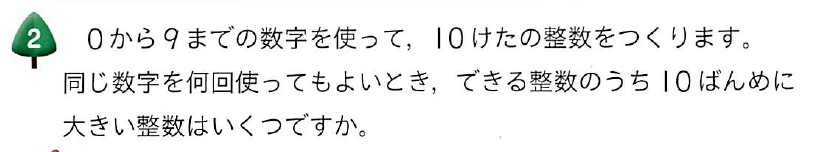 2 0から9までの数字を使って，10けたの整数をつくります。
同じ数字を何回使ってもよいとき，できる整数のうち10ばんめに
大きい整数はいくつですか。